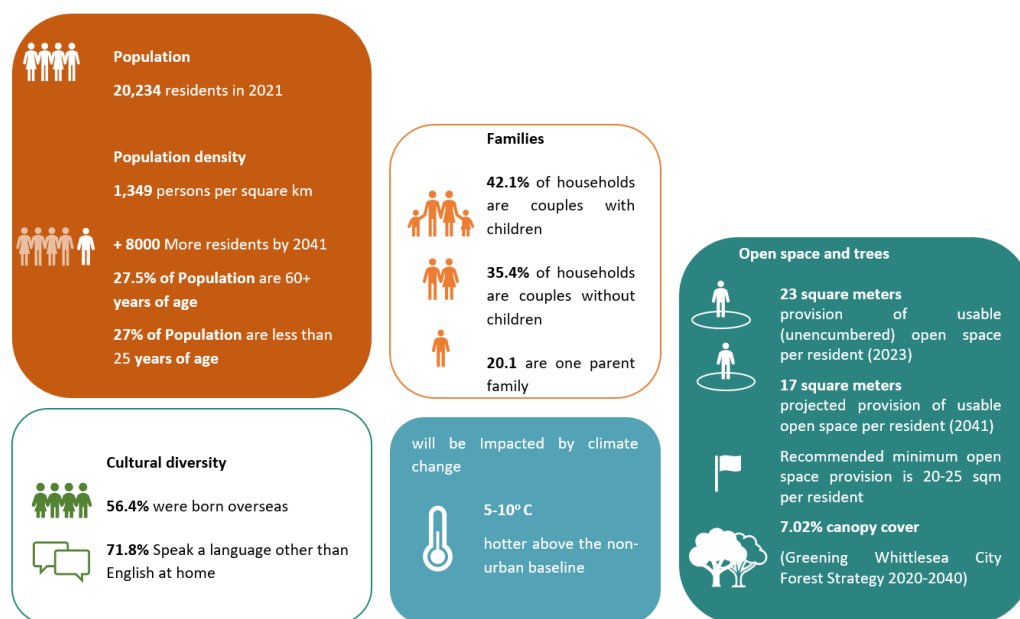 Population
20,234 residents in 2021
Population density
1,349 persons per square km
+ 8000 More residents by 2041
27.5% of Population are 60+
years of age
27% of Population are less than
25 years of age
Families
42.1% of households
are couples with
children
35.4% of households
are couples without
children
20.1 are one parent
family
Cultural diversity
56.4% were born overseas
71.8% Speak a language other than
English at home
will be Impacted by climate
change
5-10⁰ C
hotter above the non-
urban baseline
Open space and trees
23 square meters
provision of usable
(unencumbered) open space
per resident (2023)
17 square meters
projected provision of usable
open space per resident (2041)
Recommended minimum open
space provision is 20-25 sqm
per resident
7.02% canopy cover
(Greening Whittlesea City
Forest Strategy 2020-2040)